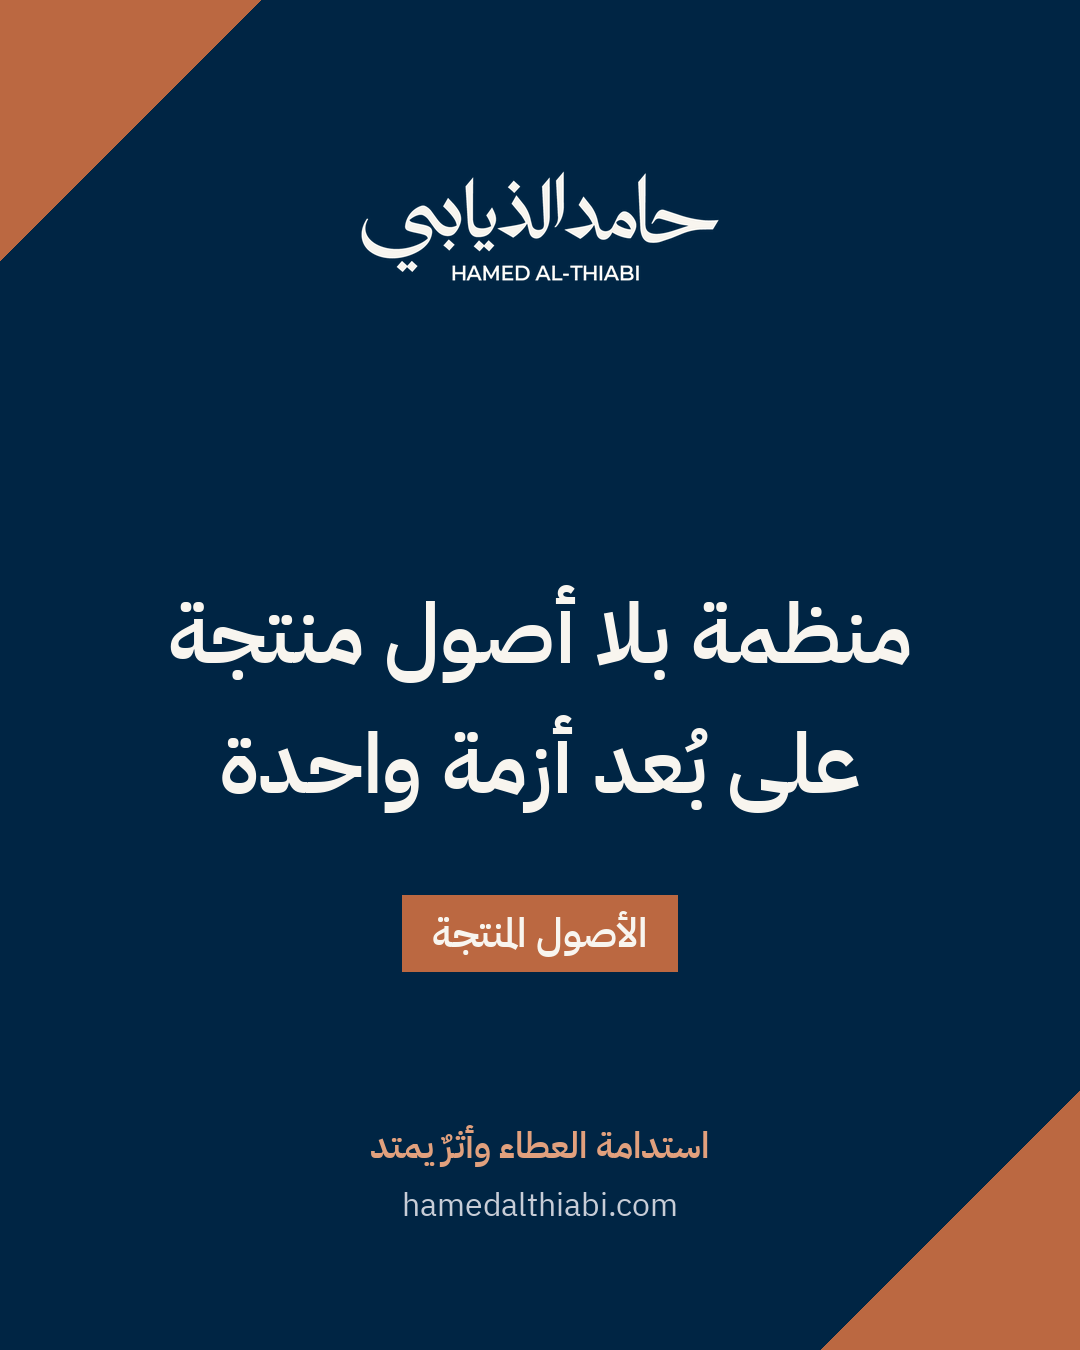 حامد الذيابي
HAMED AL-THIABI
منظمة بلا أصول منتجة
على بُعد أزمة واحدة
الأصول المنتجة
استدامة العطاء وأثرٌ يمتد
hamedalthiabi.com